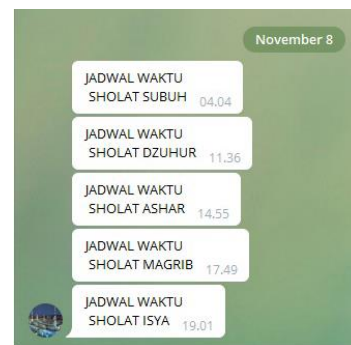 November 8
JADWAL WAKTU
SHOLAT SUBUH 04.04
JADWAL WAKTU
SHOLAT DZUHUR 11.36
JADWAL WAKTU
SHOLAT ASHAR 14.55
JADWAL WAKTU
SHOLAT MAGRIB 17.49
JADWAL WAKTU
SHOLAT ISYA 19.01